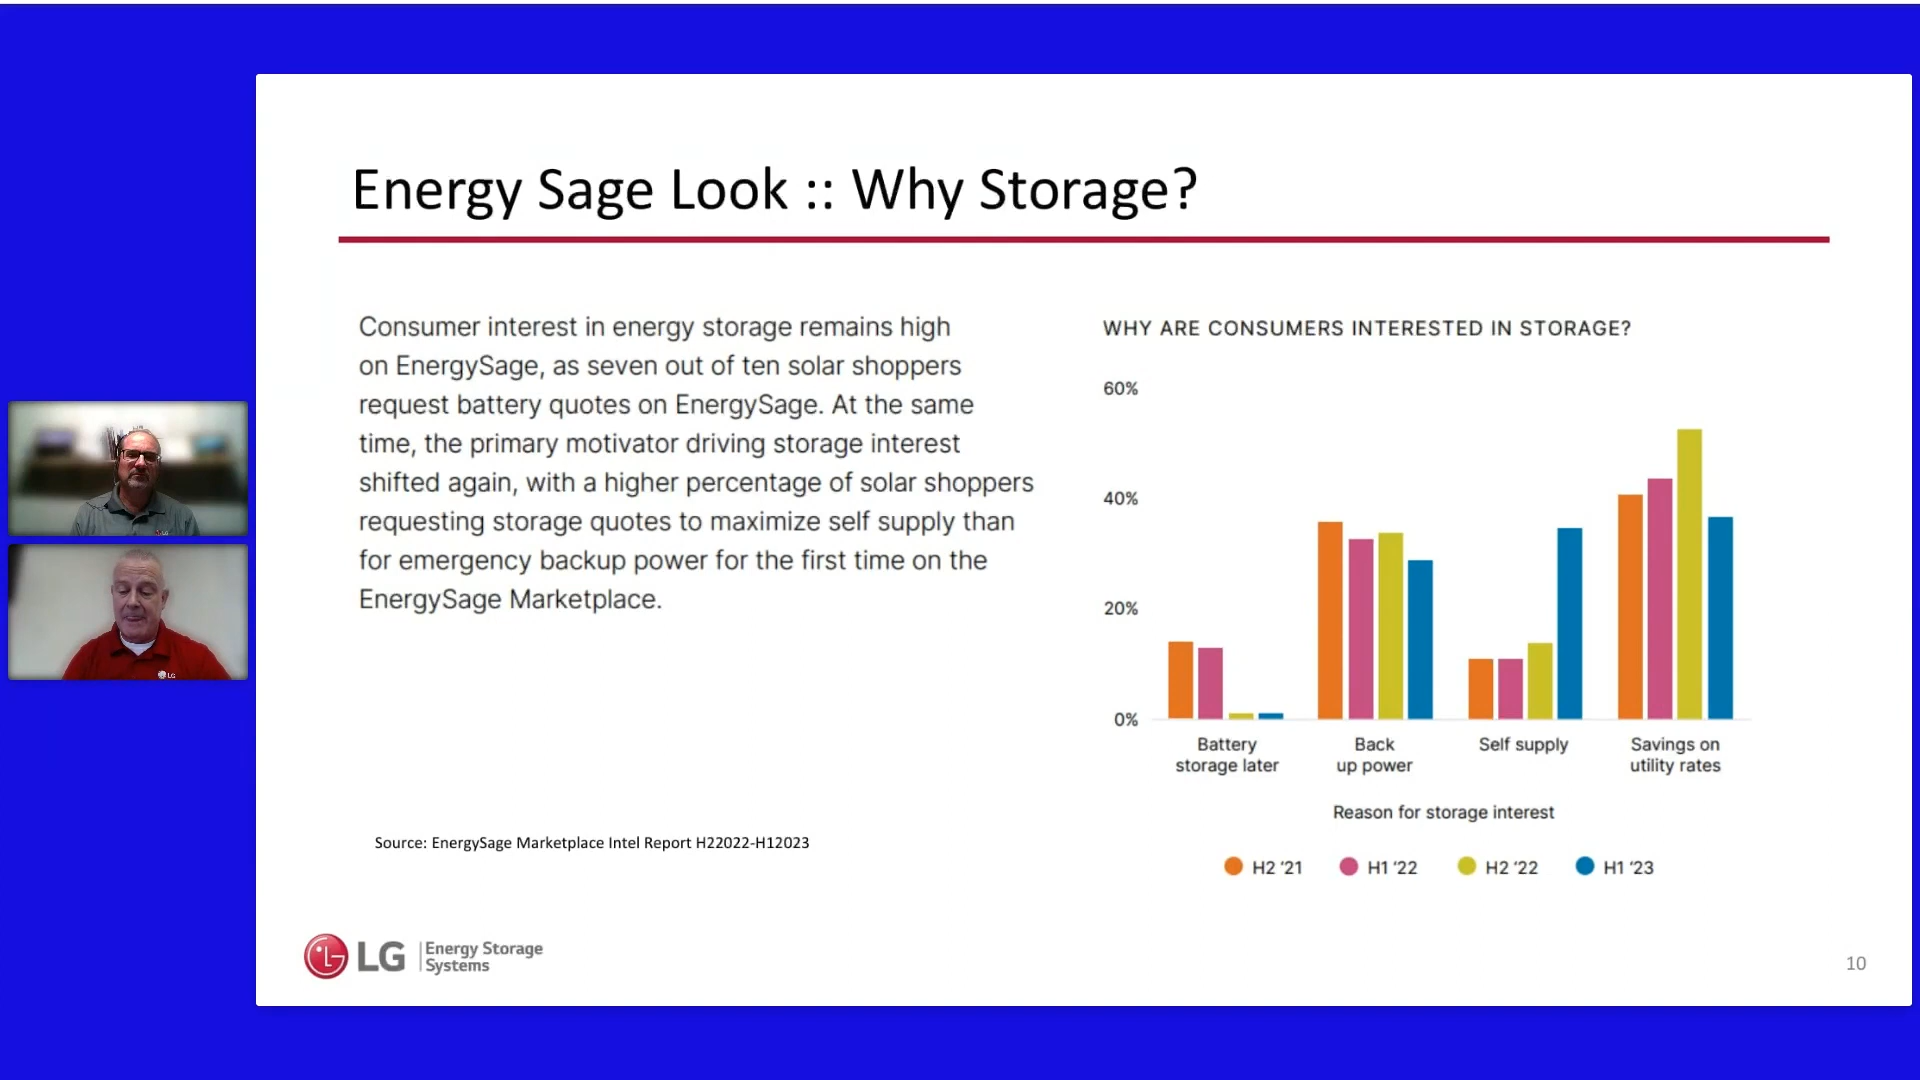 Energy Sage Look :: Why Storage?
Consumer interest in energy storage remains high
on EnergySage, as seven out of ten solar shoppers
request battery quotes on EnergySage. At the same
time, the primary motivator driving storage interest
shifted again, with a higher percentage of solar shoppers
requesting storage quotes to maximize self supply than
for emergency backup power for the first time on the
EnergySage Marketplace.
Source: EnergySage Marketplace Intel Report H22022-H12023
WHY ARE CONSUMERS INTERESTED IN STORAGE?
60%
40%
20%
0%
Battery
storage later
Back
up power
Self supply
Savings on
utility rates
Reason for storage interest
H2 '21
H1 '22
H2 '22
H1 '23
LG
Energy Storage
Systems
10
LG
LG